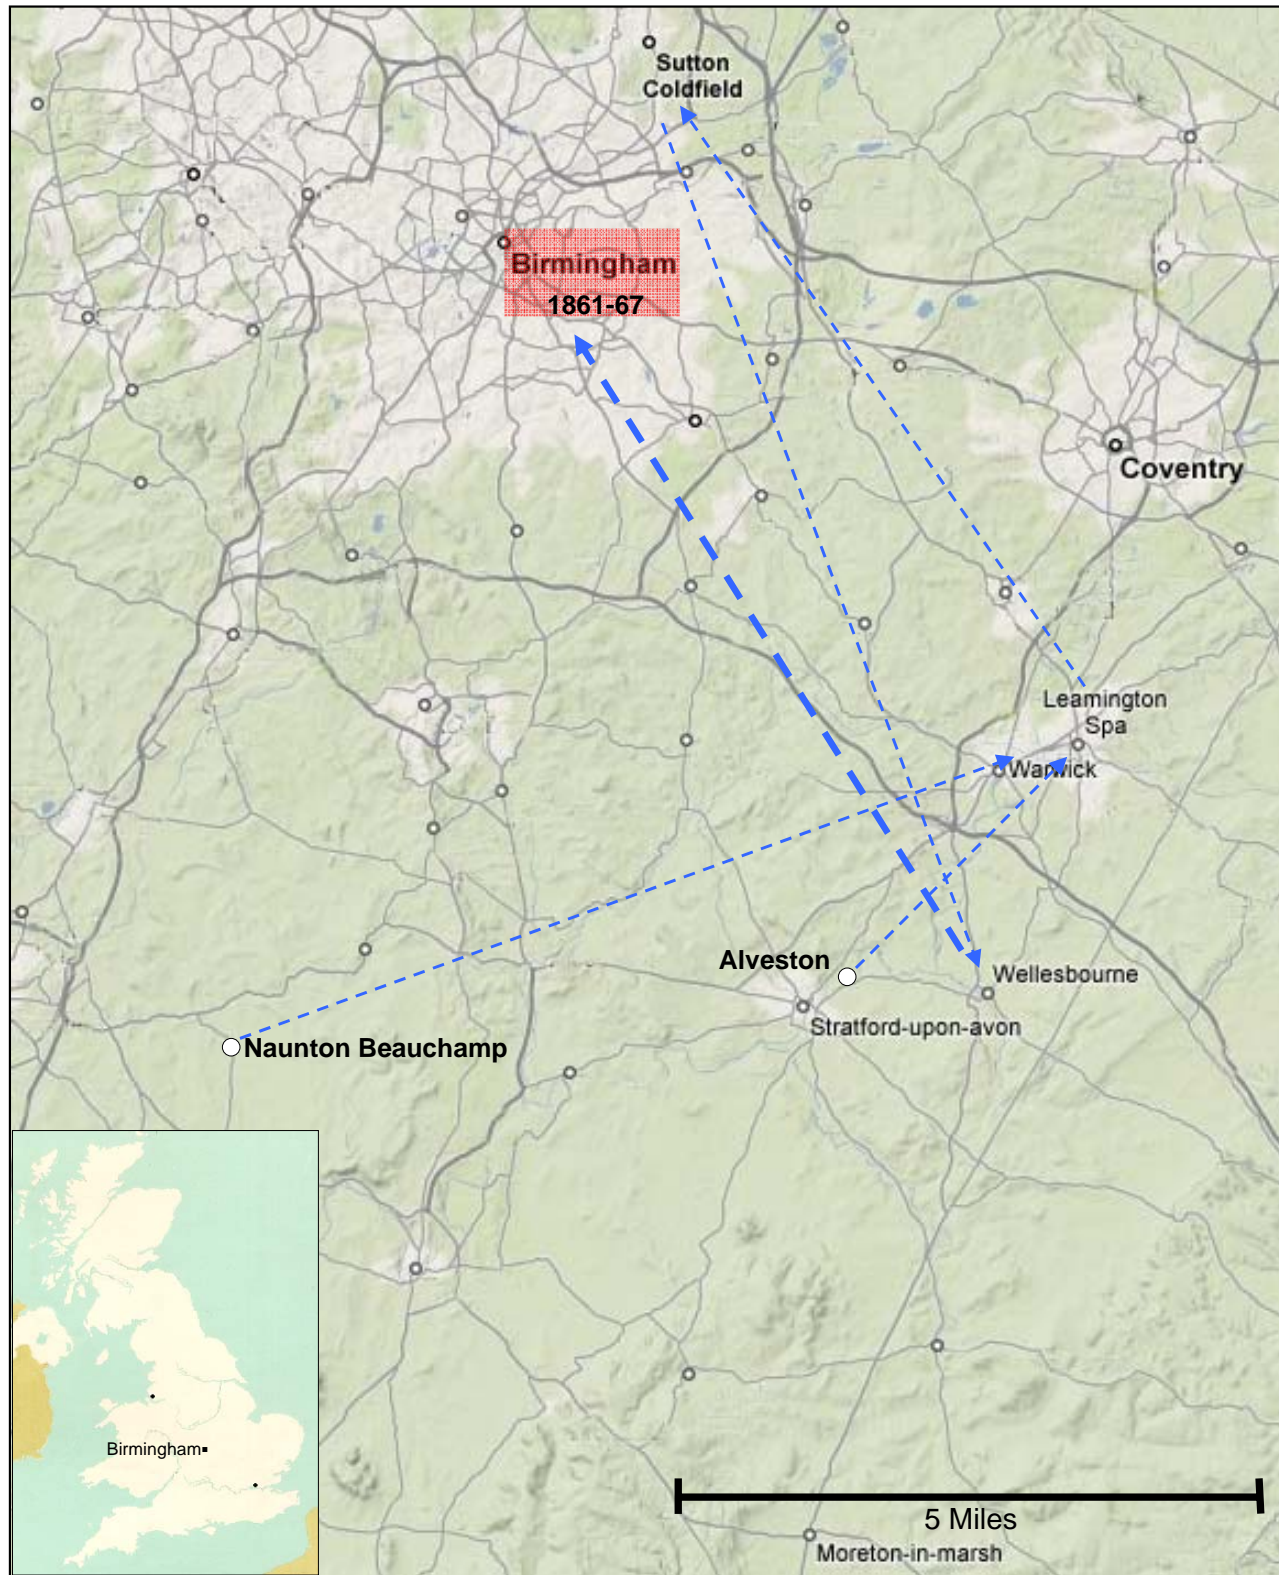 Sutton
Coldfield
Birmingham
1861-67
Coventry
Leamington
Spa
Warwick
Alveston
Wellesbourne
Stratford-upon-avon
Naunton Beauchamp
Birmingham
5 Miles
Moreton-in-marsh